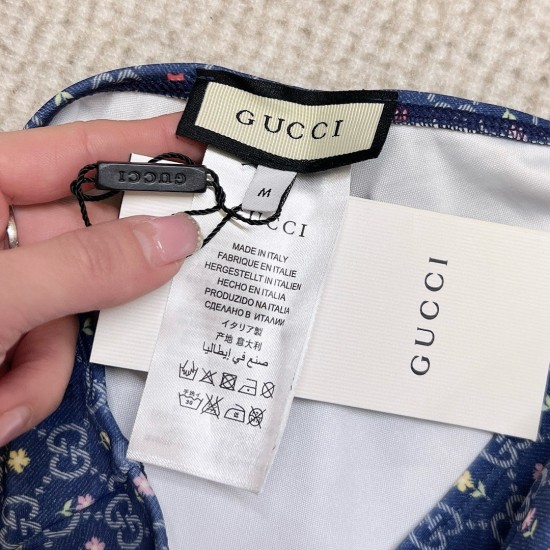 GUCCI
GUCCI
M
GUCCI
MADE IN ITALY
FABRIQUE EN ITALIE
HERGESTELLT IN ITALIEN
HECHO EN ITALIA
PRODUZIDO NA ITALIA
СДЕЛАНО В ИТАЛИИ
イタリア製
产地 意大利
صنع في إيطاليا
GUCCI